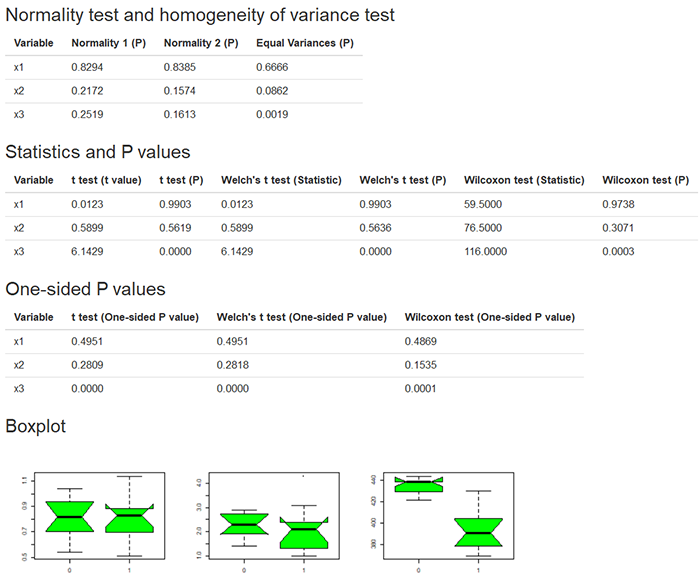 Normality test and homogeneity of variance test
Variable Normality 1 (P) Normality 2 (P) Equal Variances (P)
x1 0.8294 0.8385 0.6666
x2 0.2172 0.1574 0.0862
x3 0.2519 0.1613 0.0019
Statistics and P values
Variable t test (t value) t test (P) Welch's t test (Statistic) Welch's t test (P) Wilcoxon test (Statistic) Wilcoxon test (P)
x1 0.0123 0.9903 0.0123 0.9903 59.5000 0.9738
x2 0.5899 0.5619 0.5899 0.5636 76.5000 0.3071
x3 6.1429 0.0000 6.1429 0.0000 116.0000 0.0003
One-sided P values
Variable t test (One-sided P value) Welch's t test (One-sided P value) Wilcoxon test (One-sided P value)
x1 0.4951 0.4951 0.4869
x2 0.2809 0.2818 0.1535
x3 0.0000 0.0000 0.0001
Boxplot
1.1
0.9
0.7
0.5
0 1
4.0
3.0
2.0
1.0
0 1
440
420
400
380
0 1